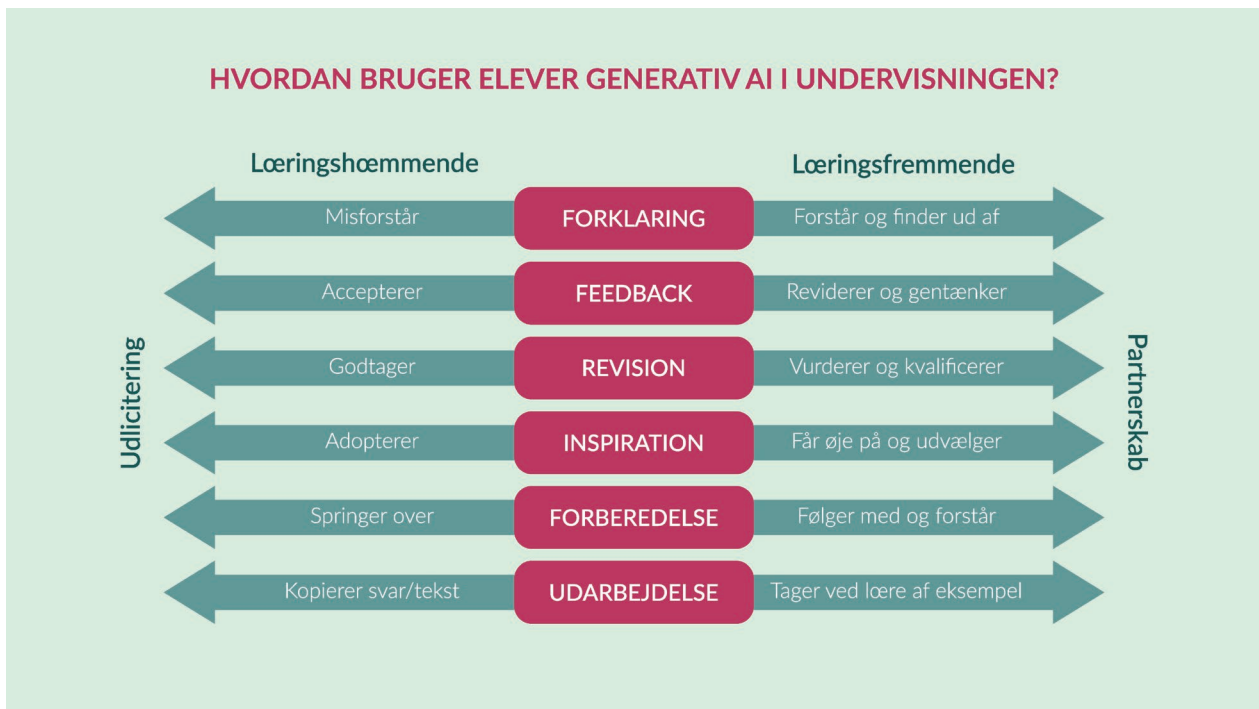 HVORDAN BRUGER ELEVER GENERATIV AI I UNDERVISNINGEN?
Læringshæmmende
Læringsfremmende
Misforstår
FORKLARING
Forstår og finder ud af
Accepterer
FEEDBACK
Reviderer og gentænker
Godtager
REVISION
Vurderer og kvalificerer
Adopterer
INSPIRATION
Får øje på og udvælger
Springer over
FORBEREDELSE
Følger med og forstår
Kopierer svar/tekst
UDARBEJDELSE
Tager ved lære af eksempel
Udlicitering
Partnerskab